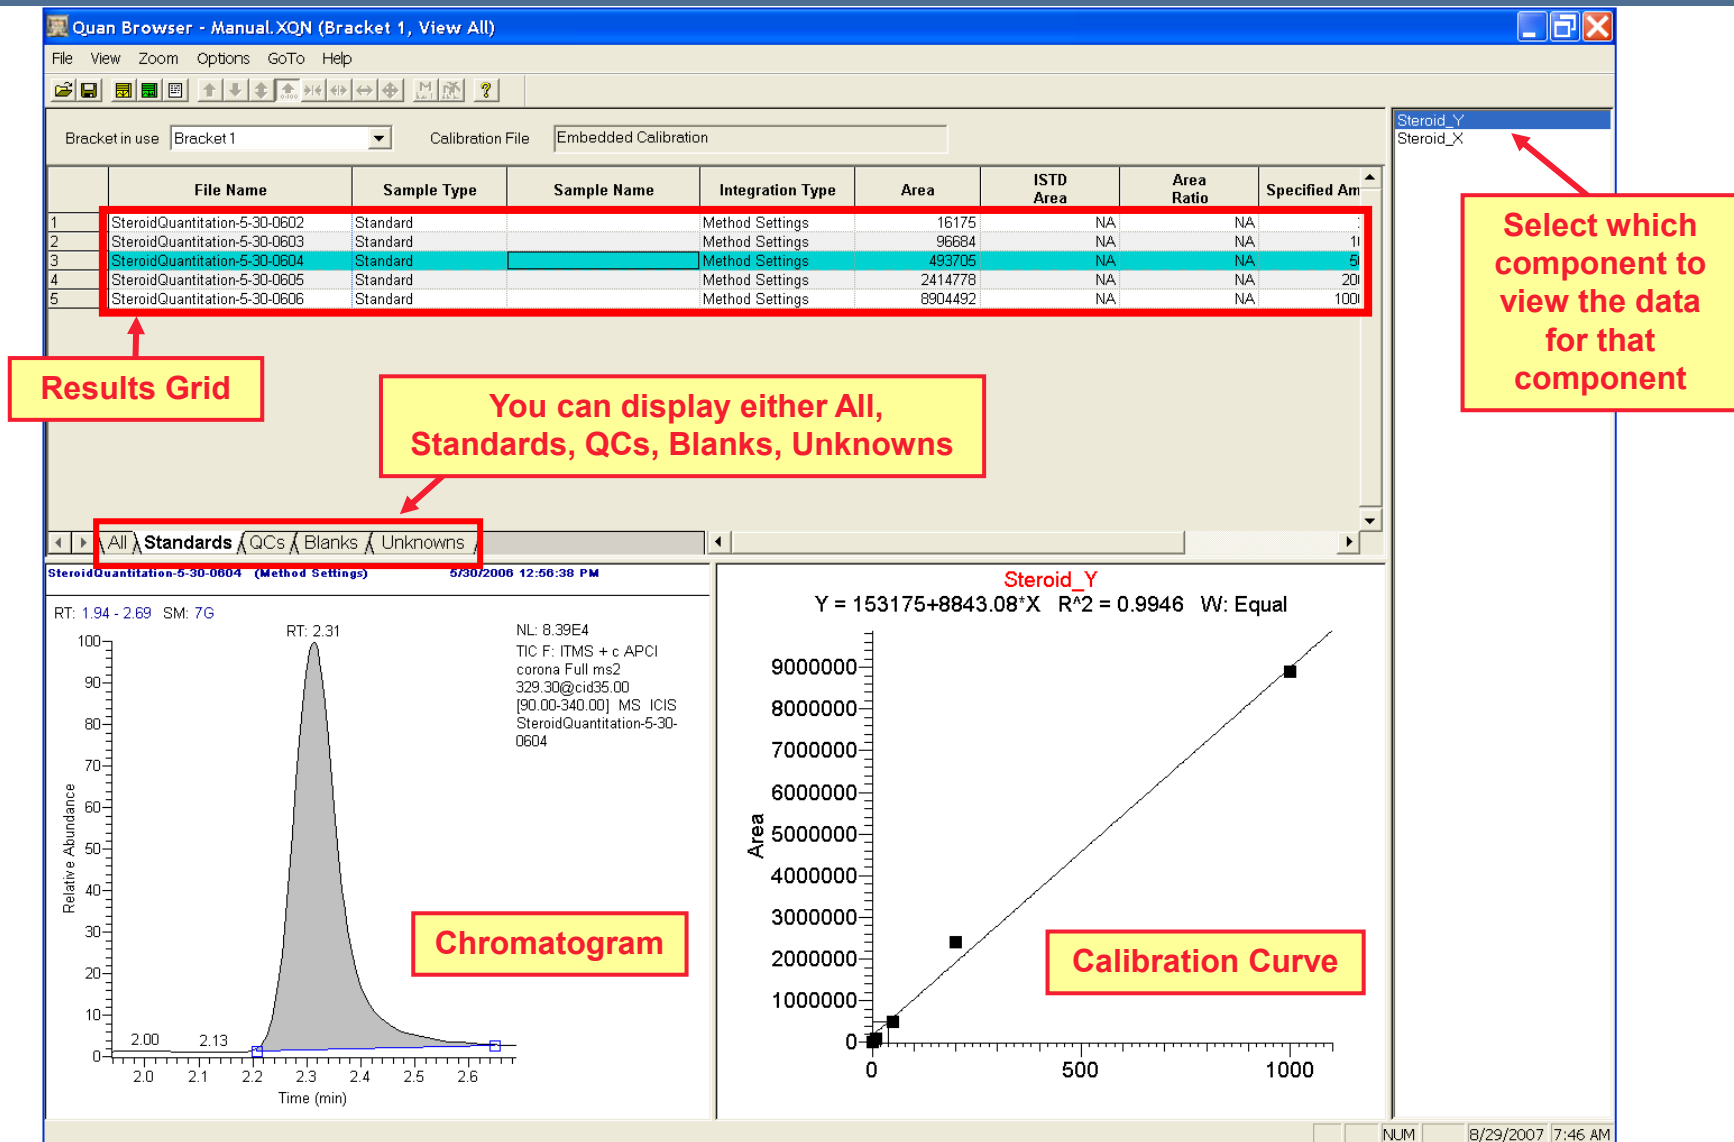 Quan Browser - Manual.XQN (Bracket 1, View All)
File View Zoom Options GoTo Help
Bracket in use Bracket 1 Calibration File Embedded Calibration
Steroid_Y
Steroid_X
File Name Sample Type Sample Name Integration Type Area ISTD Area Area Ratio Specified Am
1 SteroidQuantitation-5-30-0602 Standard Method Settings 16175 NA NA
2 SteroidQuantitation-5-30-0603 Standard Method Settings 96684 NA NA 1
3 SteroidQuantitation-5-30-0604 Standard Method Settings 493705 NA NA 5
4 SteroidQuantitation-5-30-0605 Standard Method Settings 2414778 NA NA 20
5 SteroidQuantitation-5-30-0606 Standard Method Settings 8904492 NA NA 100
Select which
component to
view the data
for that
component
Results Grid
You can display either All,
Standards, QCs, Blanks, Unknowns
All Standards QCs Blanks Unknowns
SteroidQuantitation-5-30-0604 (Method Settings) 5/30/2006 12:56:38 PM
RT: 1.94 - 2.69 SM: 7G
RT: 2.31
NL: 8.39E4
TIC F: ITMS + c APCI
corona Full ms2
329.30@cid35.00
[90.00-340.00] MS ICIS
SteroidQuantitation-5-30-
0604
100
90
80
70
60
50
40
30
20
10
0
Relative Abundance
2.00 2.13
2.0 2.1 2.2 2.3 2.4 2.5 2.6
Time (min)
Chromatogram
Steroid_Y
Y = 153175+8843.08*X R^2 = 0.9946 W: Equal
9000000
8000000
7000000
6000000
5000000
4000000
3000000
2000000
1000000
0
Area
0 500 1000
Calibration Curve
NUM 8/29/2007 7:46 AM